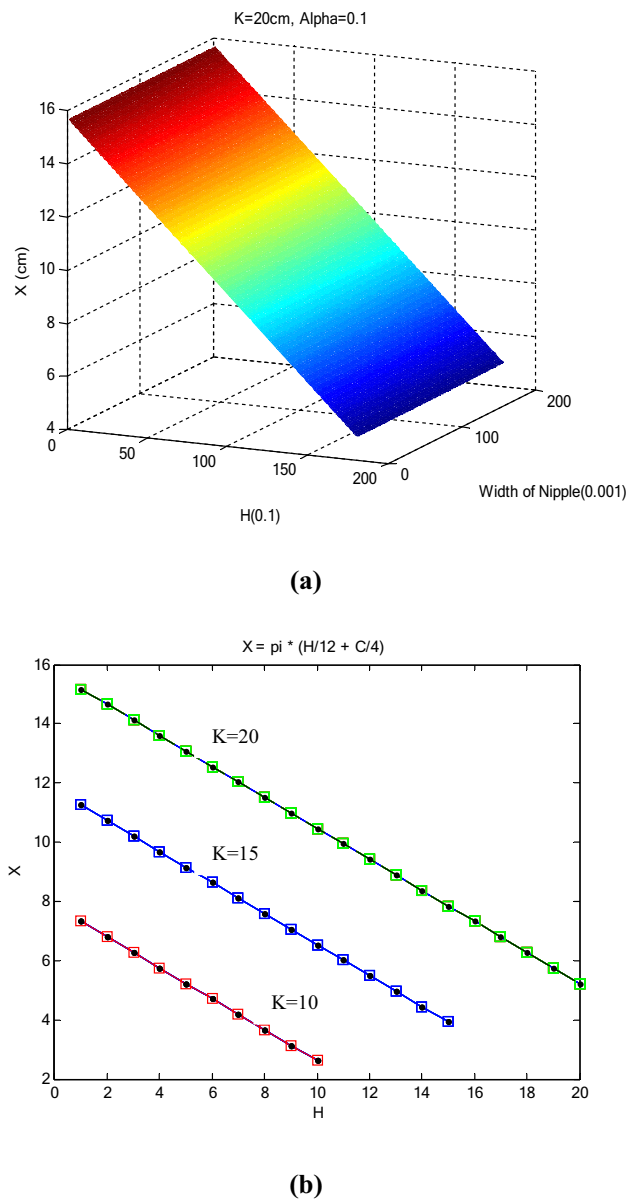 K=20cm, Alpha=0.1
16
14
12
10
8
6
4
X (cm)
0
50
100
150
200
0
100
200
H(0.1)
Width of Nipple(0.001)
(a)
X = pi * (H/12 + C/4)
16
14
12
10
8
6
4
2
X
K=20
K=15
K=10
0 2 4 6 8 10 12 14 16 18 20
H
(b)